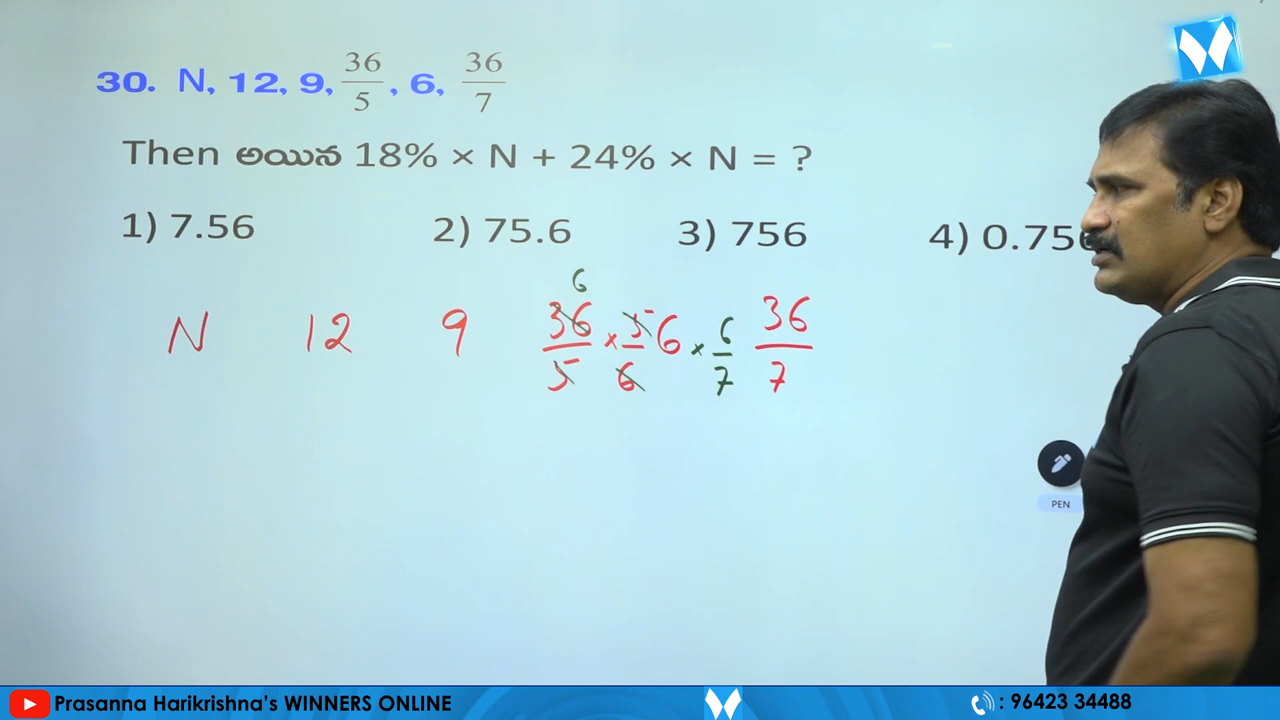 30. N, 12, 9, 36/5, 6, 36/7
Then అయిన 18% × N + 24% × N = ?
1) 7.56 2) 75.6 3) 756 4) 0.756
6
N 12 9 36/5 × 5/6 6 × 6/7 36/7
PEN
Prasanna Harikrishna's WINNERS ONLINE : 96423 34488